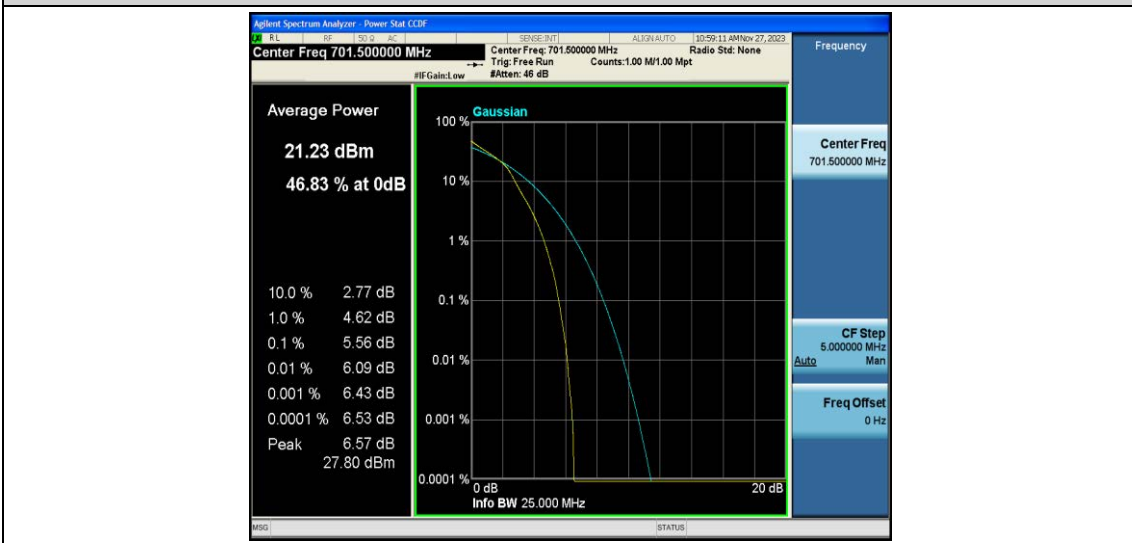 Agilent Spectrum Analyzer - Power Stat CCDF
RL RF 50 Ω AC SENSE:INT ALIGN AUTO 10:59:11 AM Nov 27, 2023
Center Freq 701.500000 MHz
Center Freq: 701.500000 MHz Radio Std: None
Trig: Free Run Counts:1.00 M/1.00 Mpt
#IFGain:Low #Atten: 46 dB
Frequency
Average Power
21.23 dBm
46.83 % at 0dB
10.0 % 2.77 dB
1.0 % 4.62 dB
0.1 % 5.56 dB
0.01 % 6.09 dB
0.001 % 6.43 dB
0.0001 % 6.53 dB
Peak 6.57 dB
27.80 dBm
Gaussian
100 %
10 %
1 %
0.1 %
0.01 %
0.001 %
0.0001 %
0 dB 20 dB
Info BW 25.000 MHz
Center Freq
701.500000 MHz
CF Step
5.000000 MHz
Auto Man
Freq Offset
0 Hz
MSG STATUS